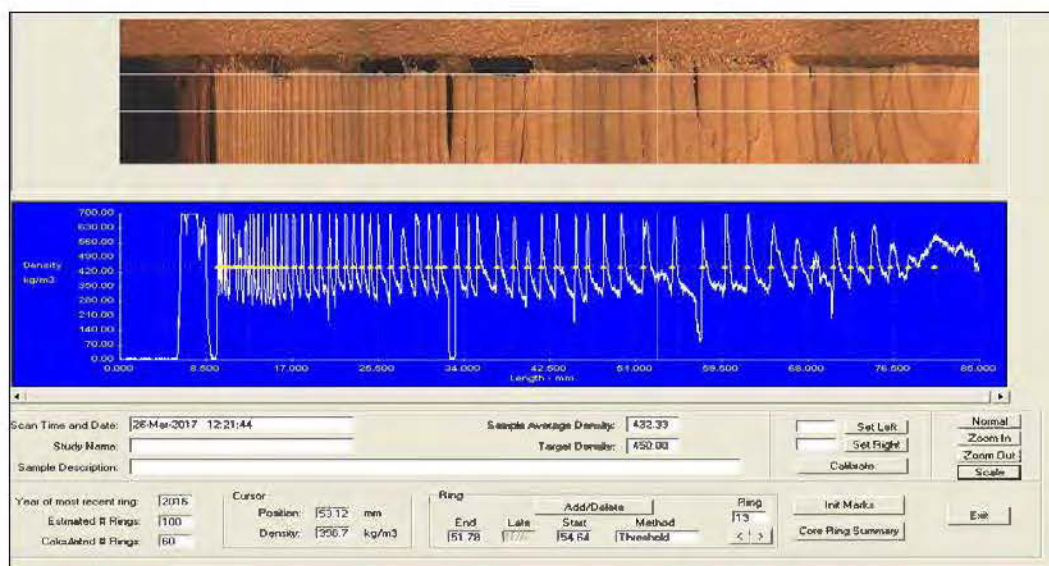 700.00
630.00
560.00
490.00
420.00
350.00
280.00
210.00
140.00
70.00
0.00
Density
kg/m3
0.000 8.500 17.000 25.500 34.000 42.500 51.000 59.500 68.000 76.500 85.000
Length - mm
Scan Time and Date: 26-Mar-2017 12:21:44
Sample Average Density: 432.33
Set Left
Normal
Study Name:
Target Density: 450.00
Set Right
Zoom In
Sample Description:
Calibrate
Zoom Out
Scale
Year of most recent ring: 2016
Estimated # Rings: 100
Calculated # Rings: 60
Cursor
Position: 53.12 mm
Density: 396.7 kg/m3
Ring
Add/Delete
Ring
13
End Late Start Method
51.78 54.64 Threshold
< >
Init Marks
Core Ring Summary
Exit